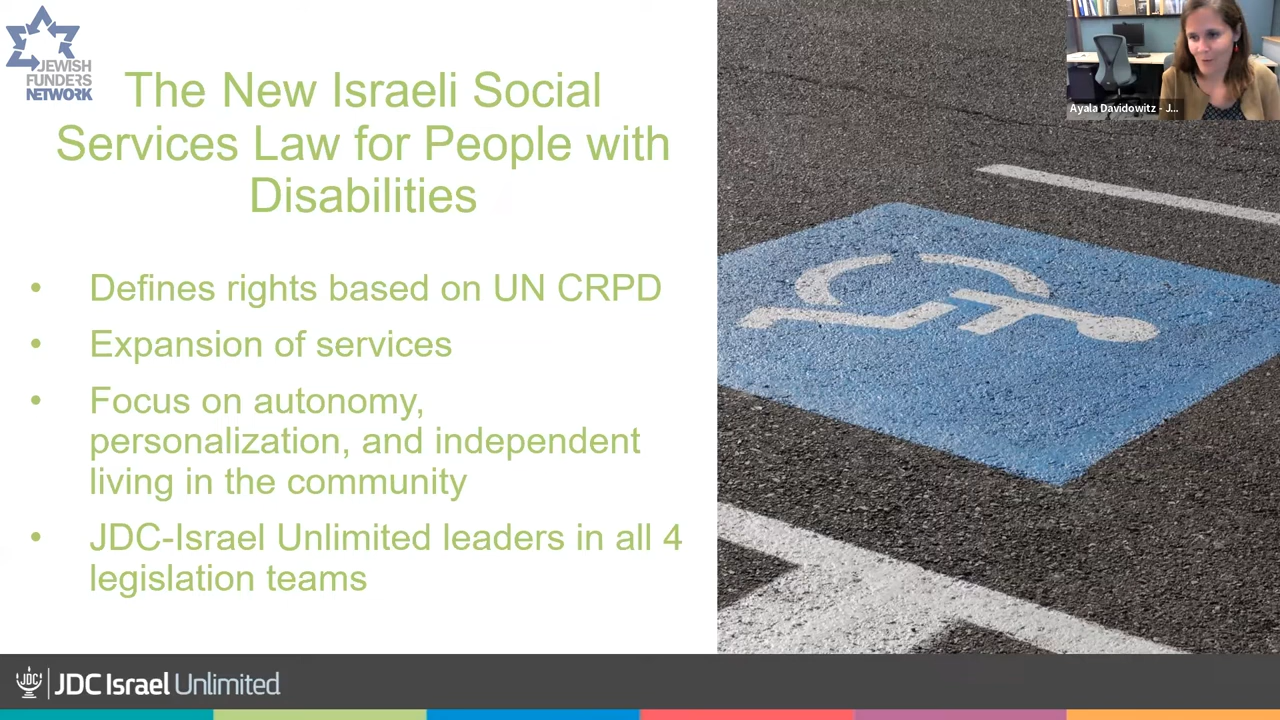 JEWISH
FUNDERS
NETWORK
The New Israeli Social
Services Law for People with
Disabilities
• Defines rights based on UN CRPD
• Expansion of services
• Focus on autonomy,
personalization, and independent
living in the community
• JDC-Israel Unlimited leaders in all 4
legislation teams
Ayala Davidowitz - J...
JDC JDC Israel Unlimited